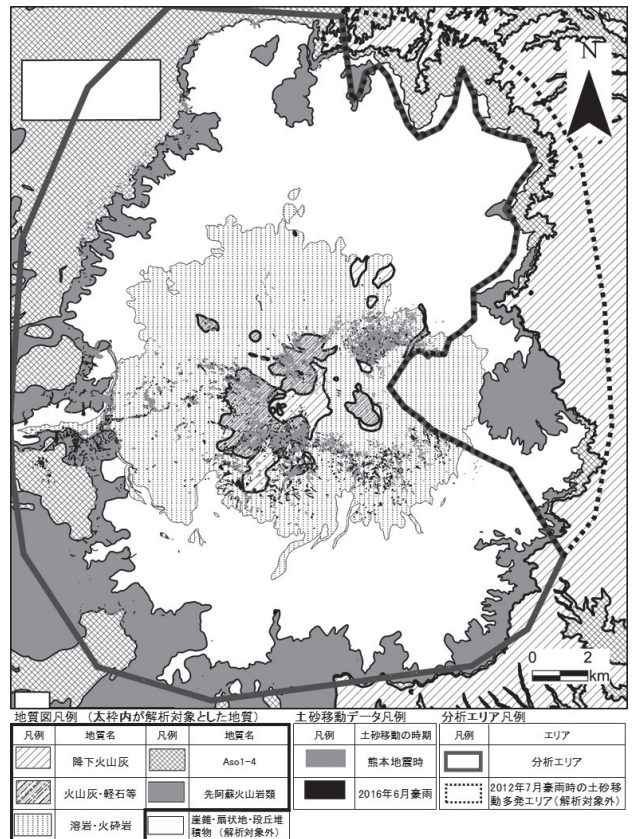 N
0 2
km
地質図凡例 (太枠内が解析対象とした地質)
土砂移動データ凡例
分析エリア凡例
凡例 地質名 凡例 地質名
凡例 土砂移動の時期
凡例 エリア
降下火山灰 Aso1-4
熊本地震時
分析エリア
火山灰・軽石等 先阿蘇火山岩類
2016年6月豪雨
2012年7月豪雨時の土砂移
動多発エリア(解析対象外)
溶岩・火砕岩
崖錐・扇状地・段丘堆
積物 (解析対象外)